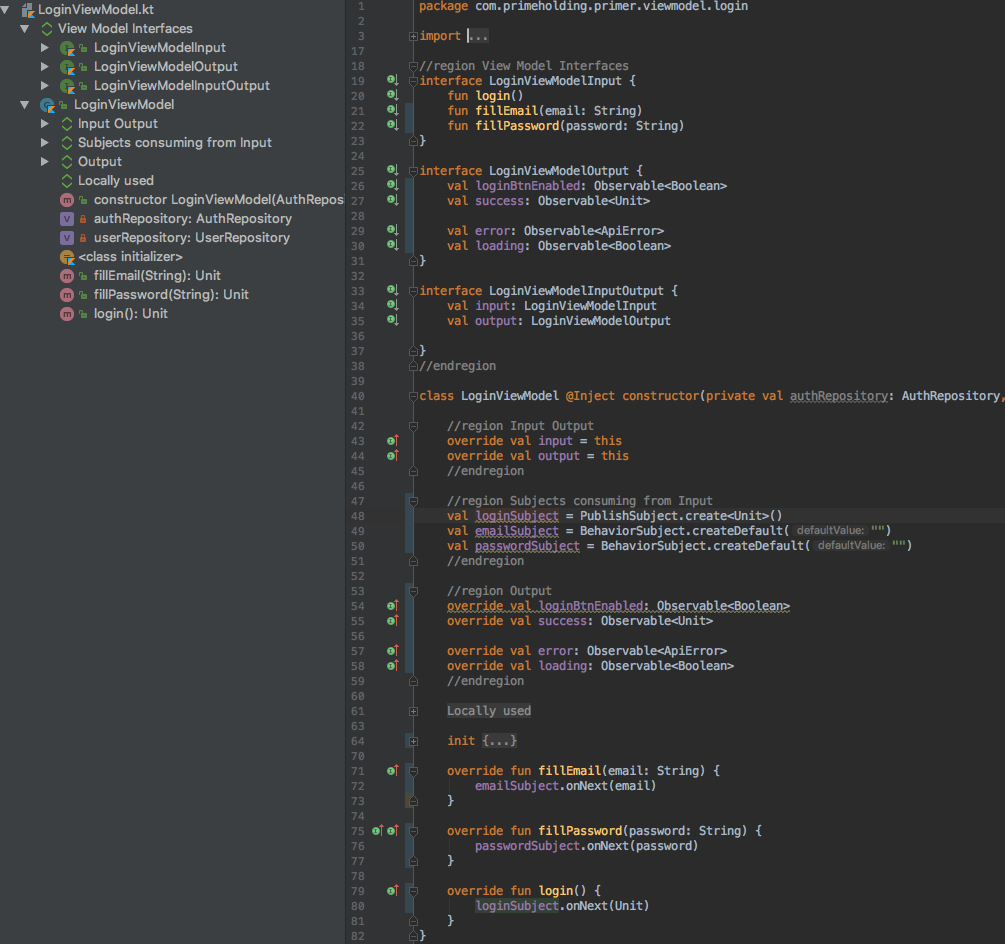 LoginViewModel.kt
View Model Interfaces
LoginViewModelInput
LoginViewModelOutput
LoginViewModelInputOutput
LoginViewModel
Input Output
Subjects consuming from Input
Output
Locally used
constructor LoginViewModel(AuthReposi
authRepository: AuthRepository
userRepository: UserRepository
<class initializer>
fillEmail(String): Unit
fillPassword(String): Unit
login(): Unit
1 package com.primeholding.primer.viewmodel.login
2
3 import ...
17
18 //region View Model Interfaces
19 interface LoginViewModelInput {
20 fun login()
21 fun fillEmail(email: String)
22 fun fillPassword(password: String)
23 }
24
25 interface LoginViewModelOutput {
26 val loginBtnEnabled: Observable<Boolean>
27 val success: Observable<Unit>
28
29 val error: Observable<ApiError>
30 val loading: Observable<Boolean>
31 }
32
33 interface LoginViewModelInputOutput {
34 val input: LoginViewModelInput
35 val output: LoginViewModelOutput
36
37 }
38 //endregion
39
40 class LoginViewModel @Inject constructor(private val authRepository: AuthRepository,
41
42 //region Input Output
43 override val input = this
44 override val output = this
45 //endregion
46
47 //region Subjects consuming from Input
48 val loginSubject = PublishSubject.create<Unit>()
49 val emailSubject = BehaviorSubject.createDefault( defaultValue: "")
50 val passwordSubject = BehaviorSubject.createDefault( defaultValue: "")
51 //endregion
52
53 //region Output
54 override val loginBtnEnabled: Observable<Boolean>
55 override val success: Observable<Unit>
56
57 override val error: Observable<ApiError>
58 override val loading: Observable<Boolean>
59 //endregion
60
61 Locally used
63
64 init {...}
70
71 override fun fillEmail(email: String) {
72 emailSubject.onNext(email)
73 }
74
75 override fun fillPassword(password: String) {
76 passwordSubject.onNext(password)
77 }
78
79 override fun login() {
80 loginSubject.onNext(Unit)
81 }
82 }